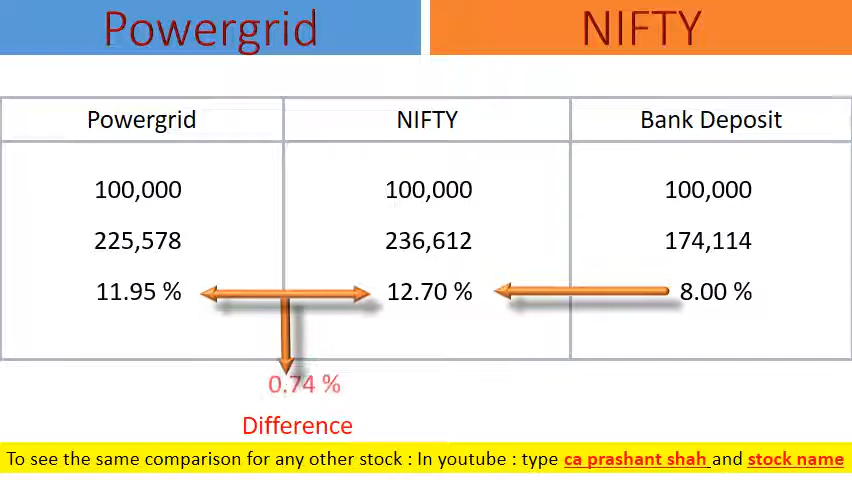 Powergrid NIFTY
Powergrid NIFTY Bank Deposit
100,000 100,000 100,000
225,578 236,612 174,114
11.95 % 12.70 % 8.00 %
0.74 %
Difference
To see the same comparison for any other stock : In youtube : type ca prashant shah and stock name